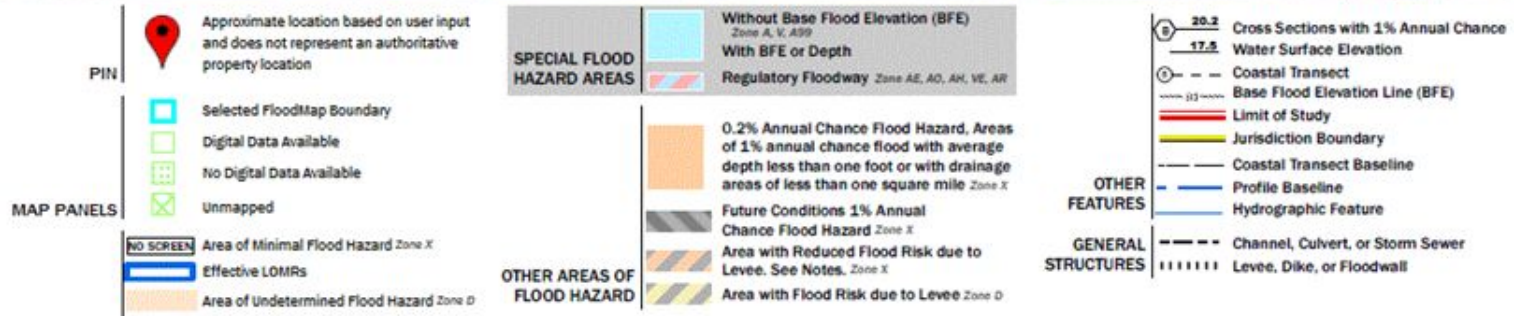 PIN
Approximate location based on user input
and does not represent an authoritative
property location
MAP PANELS
Selected FloodMap Boundary
Digital Data Available
No Digital Data Available
Unmapped
NO SCREEN Area of Minimal Flood Hazard Zone X
Effective LOMRs
Area of Undetermined Flood Hazard Zone D
SPECIAL FLOOD
HAZARD AREAS
Without Base Flood Elevation (BFE)
Zone A, V, A99
With BFE or Depth
Regulatory Floodway Zone AE, AO, AH, VE, AR
OTHER AREAS OF
FLOOD HAZARD
0.2% Annual Chance Flood Hazard, Areas
of 1% annual chance flood with average
depth less than one foot or with drainage
areas of less than one square mile Zone X
Future Conditions 1% Annual
Chance Flood Hazard Zone X
Area with Reduced Flood Risk due to
Levee. See Notes. Zone X
Area with Flood Risk due to Levee Zone D
OTHER
FEATURES
B 20.2 Cross Sections with 1% Annual Chance
17.5 Water Surface Elevation
Coastal Transect
Base Flood Elevation Line (BFE)
Limit of Study
Jurisdiction Boundary
Coastal Transect Baseline
Profile Baseline
Hydrographic Feature
GENERAL
STRUCTURES
Channel, Culvert, or Storm Sewer
Levee, Dike, or Floodwall